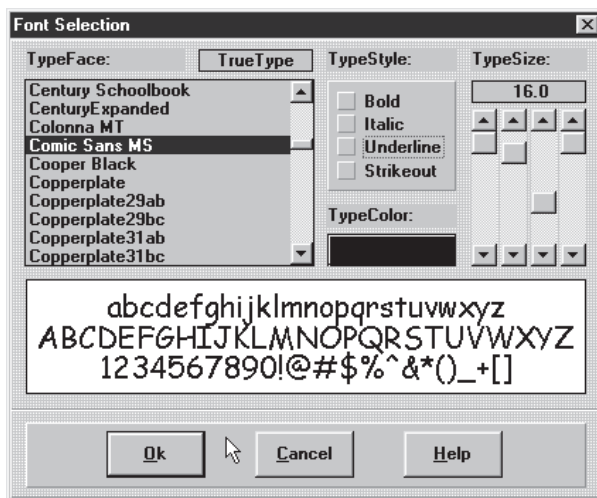 Font Selection
TypeFace:
TrueType
Century Schoolbook
CenturyExpanded
Colonna MT
Comic Sans MS
Cooper Black
Copperplate
Copperplate29ab
Copperplate29bc
Copperplate31ab
Copperplate31bc
TypeStyle:
Bold
Italic
Underline
Strikeout
TypeColor:
TypeSize:
16.0
abcdefghijklmnopqrstuvwxyz
ABCDEFGHIJKLMNOPQRSTUVWXYZ
1234567890!@#$%^&*()_+[]
Ok
Cancel
Help